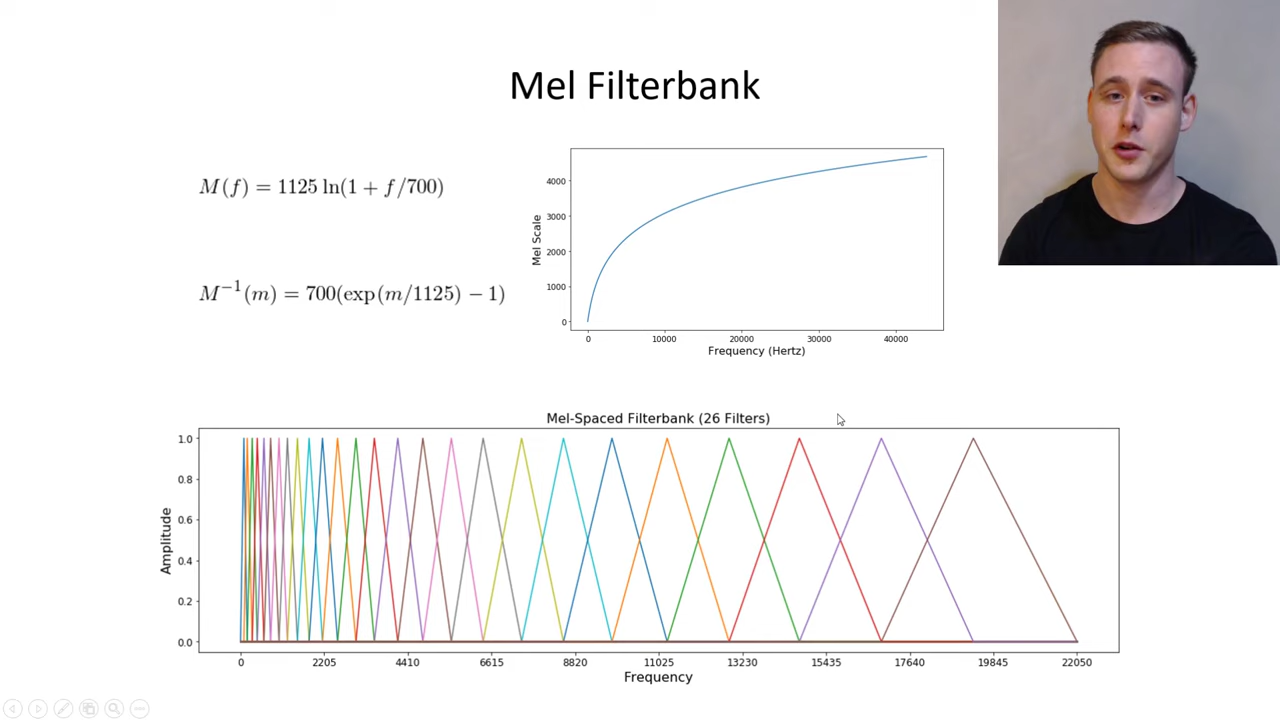 Mel Filterbank
M(f) = 1125 ln(1 + f/700)
M⁻¹(m) = 700(exp(m/1125) − 1)
Mel Scale
4000
3000
2000
1000
0
0 10000 20000 30000 40000
Frequency (Hertz)
Mel-Spaced Filterbank (26 Filters)
Amplitude
1.0
0.8
0.6
0.4
0.2
0.0
0 2205 4410 6615 8820 11025 13230 15435 17640 19845 22050
Frequency